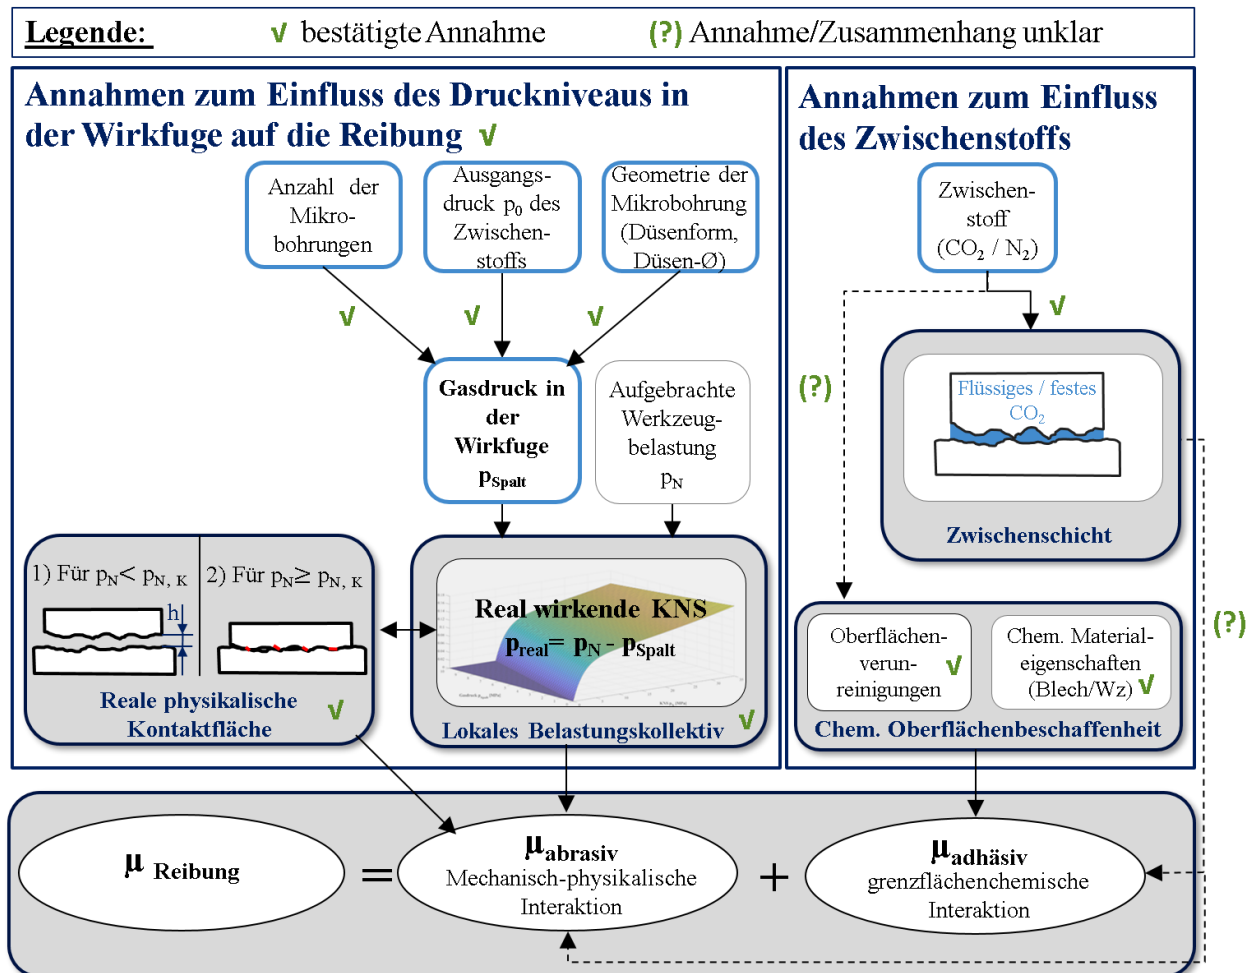 Legende:
√ bestätigte Annahme
(?) Annahme/Zusammenhang unklar
Annahmen zum Einfluss des Druckniveaus in
der Wirkfuge auf die Reibung √
Anzahl der
Mikro-
bohrungen
Ausgangs-
druck p0 des
Zwischen-
stoffs
Geometrie der
Mikrobohrung
(Düsenform,
Düsen-Ø)
√
√
√
Gasdruck in
der
Wirkfuge
pSpalt
Aufgebrachte
Werkzeug-
belastung
pN
1) Für pN< pN, K
2) Für pN≥ pN, K
h
Reale physikalische
Kontaktfläche
√
Real wirkende KNS
preal= pN - pSpalt
Lokales Belastungskollektiv
√
Annahmen zum Einfluss
des Zwischenstoffs
Zwischen-
stoff
(CO2 / N2)
√
(?)
Flüssiges / festes
CO2
Zwischenschicht
(?)
Oberflächen-
verun-
reinigungen
√
Chem. Material-
eigenschaften
(Blech/Wz)
√
Chem. Oberflächenbeschaffenheit
μ Reibung
=
μabrasiv
Mechanisch-physikalische
Interaktion
+
μadhäsiv
grenzflächenchemische
Interaktion